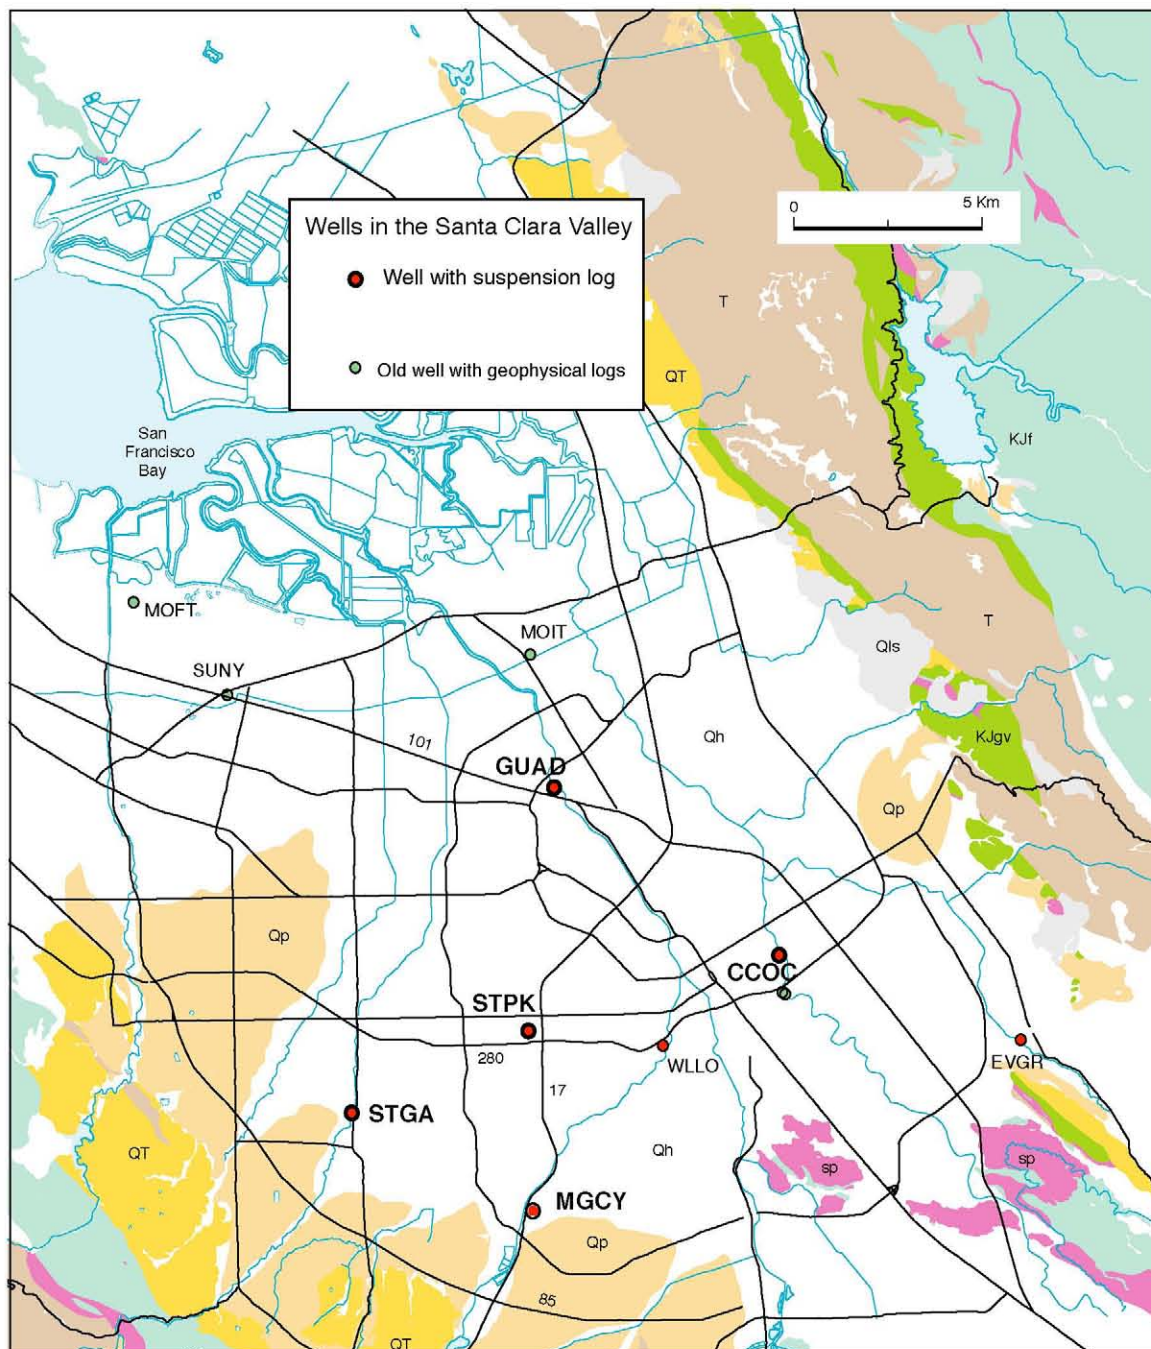 0 5 Km
Wells in the Santa Clara Valley
Well with suspension log
Old well with geophysical logs
T
QT
San
Francisco
Bay
KJf
MOFT
MOIT
SUNY
Qls
T
101
Qh
KJgv
GUAD
Qp
Qp
CCOC
STPK
280
WLLO
EVGR
17
STGA
QT
Qh
sp
sp
MGCY
Qp
85
QT